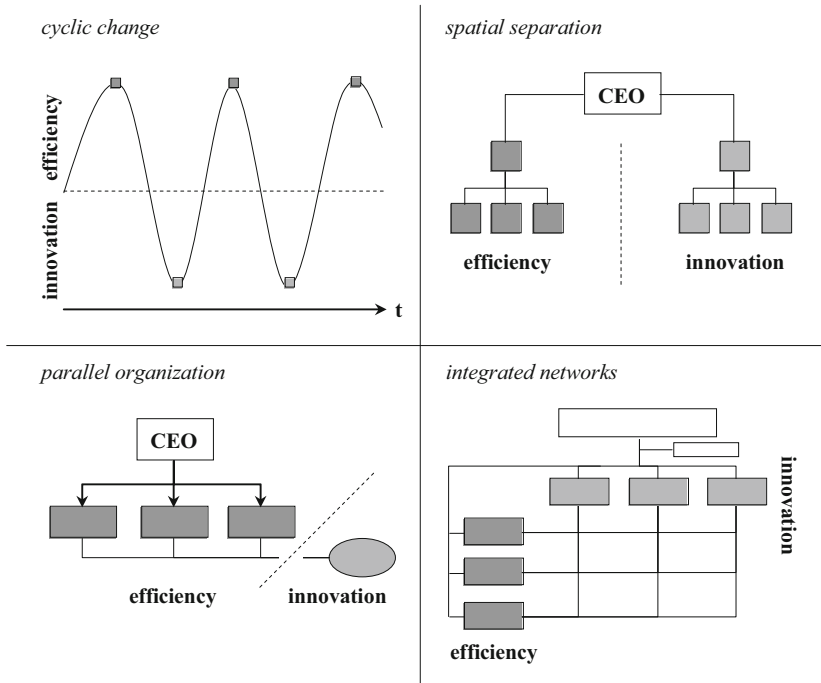 cyclic change
efficiency
innovation
t
spatial separation
CEO
efficiency
innovation
parallel organization
CEO
efficiency
innovation
integrated networks
innovation
efficiency